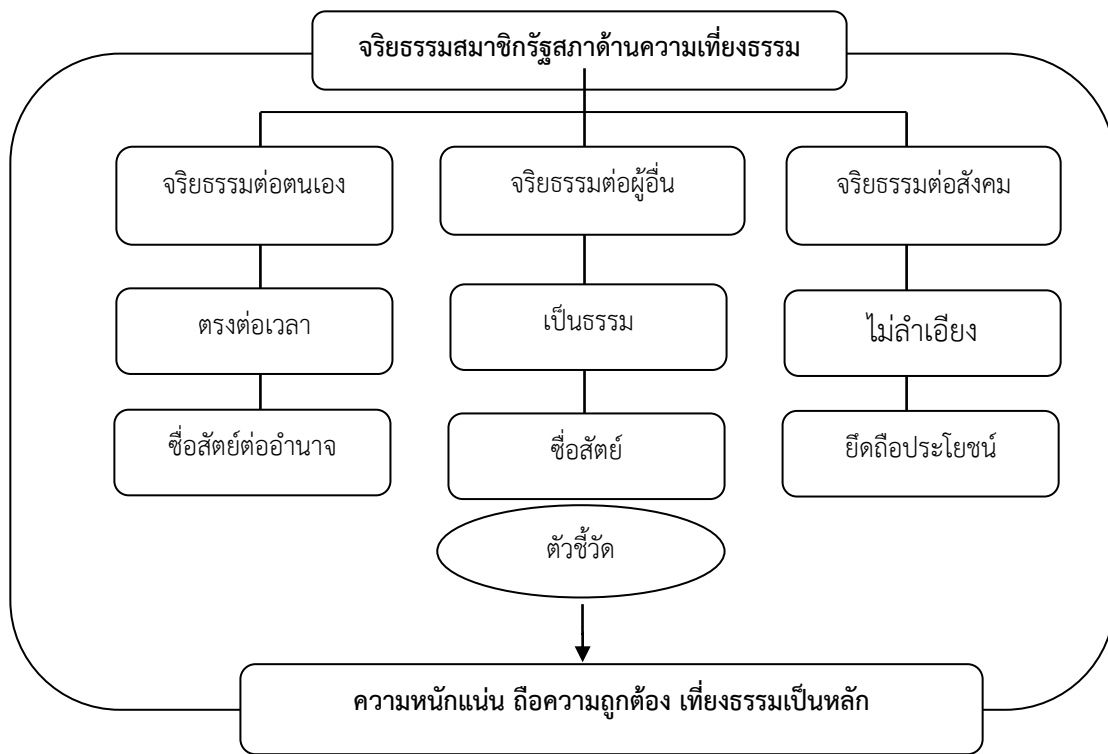 จริยธรรมสมาชิกรัฐสภาด้านความเที่ยงธรรม
จริยธรรมต่อตนเอง
จริยธรรมต่อผู้อื่น
จริยธรรมต่อสังคม
ตรงต่อเวลา
เป็นธรรม
ไม่ลำเอียง
ซื่อสัตย์ต่ออำนาจ
ซื่อสัตย์
ยึดถือประโยชน์
ตัวชี้วัด
ความหนักแน่น ถือความถูกต้อง เที่ยงธรรมเป็นหลัก